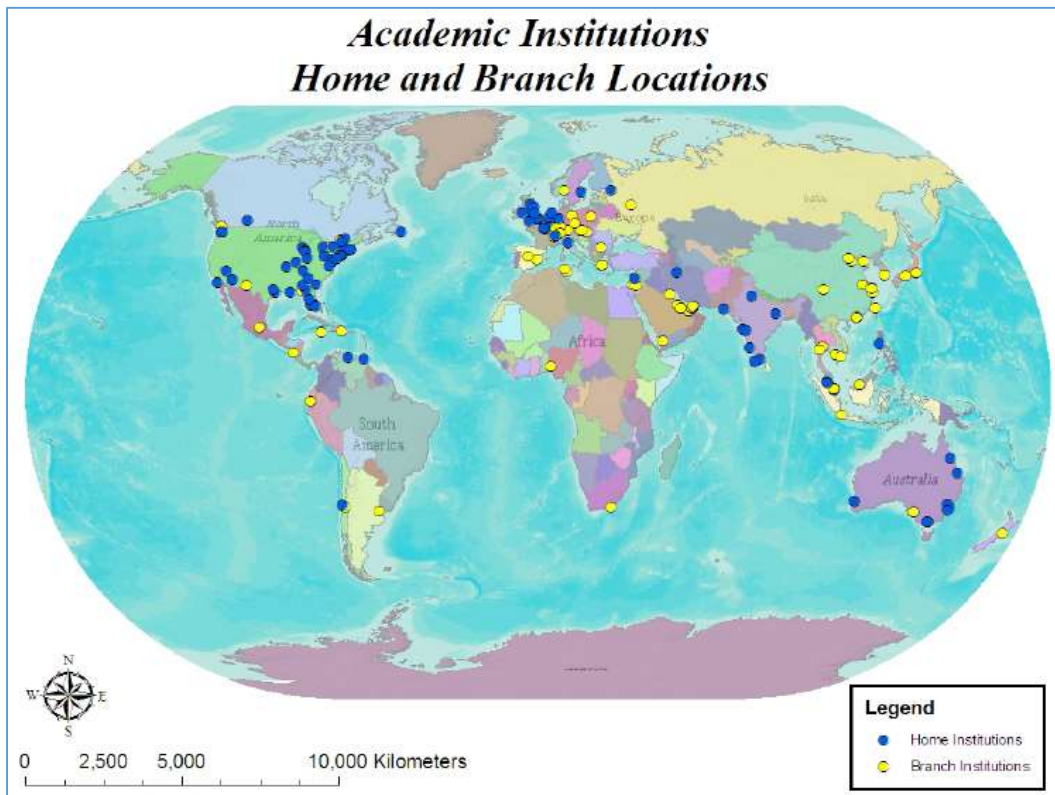 Academic Institutions
Home and Branch Locations
North
America
Europe
Asia
Africa
South
America
Australia
N
W
E
S
0
2,500
5,000
10,000 Kilometers
Legend
Home Institutions
Branch Institutions